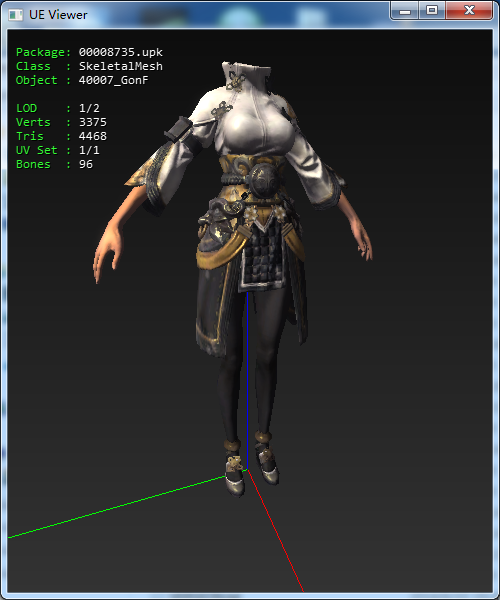 UE Viewer
Package: 00008735.upk
Class : SkeletalMesh
Object : 40007_GonF
LOD : 1/2
Verts : 3375
Tris : 4468
UV Set : 1/1
Bones : 96